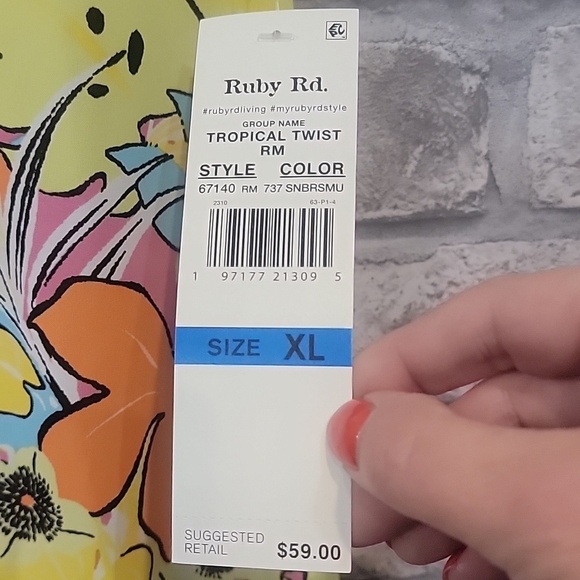 Ruby Rd.
#rubyrdliving #myrubyrdstyle
GROUP NAME
TROPICAL TWIST
RM
STYLE COLOR
67140 RM 737 SNBRSMU
2310 63-P1-4
1 97177 21309 5
SIZE XL
SUGGESTED
RETAIL $59.00